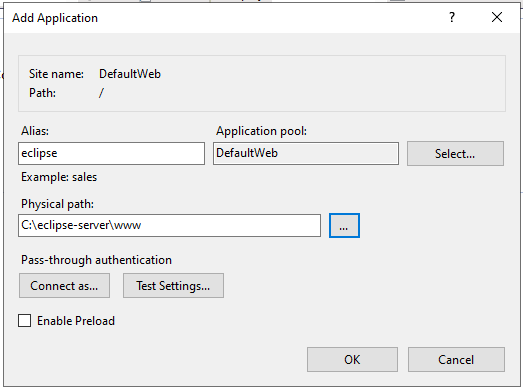 Add Application
?
Site name: DefaultWeb
Path: /
Alias: Application pool:
eclipse DefaultWeb Select...
Example: sales
Physical path:
C:\eclipse-server\www ...
Pass-through authentication
Connect as... Test Settings...
Enable Preload
OK Cancel